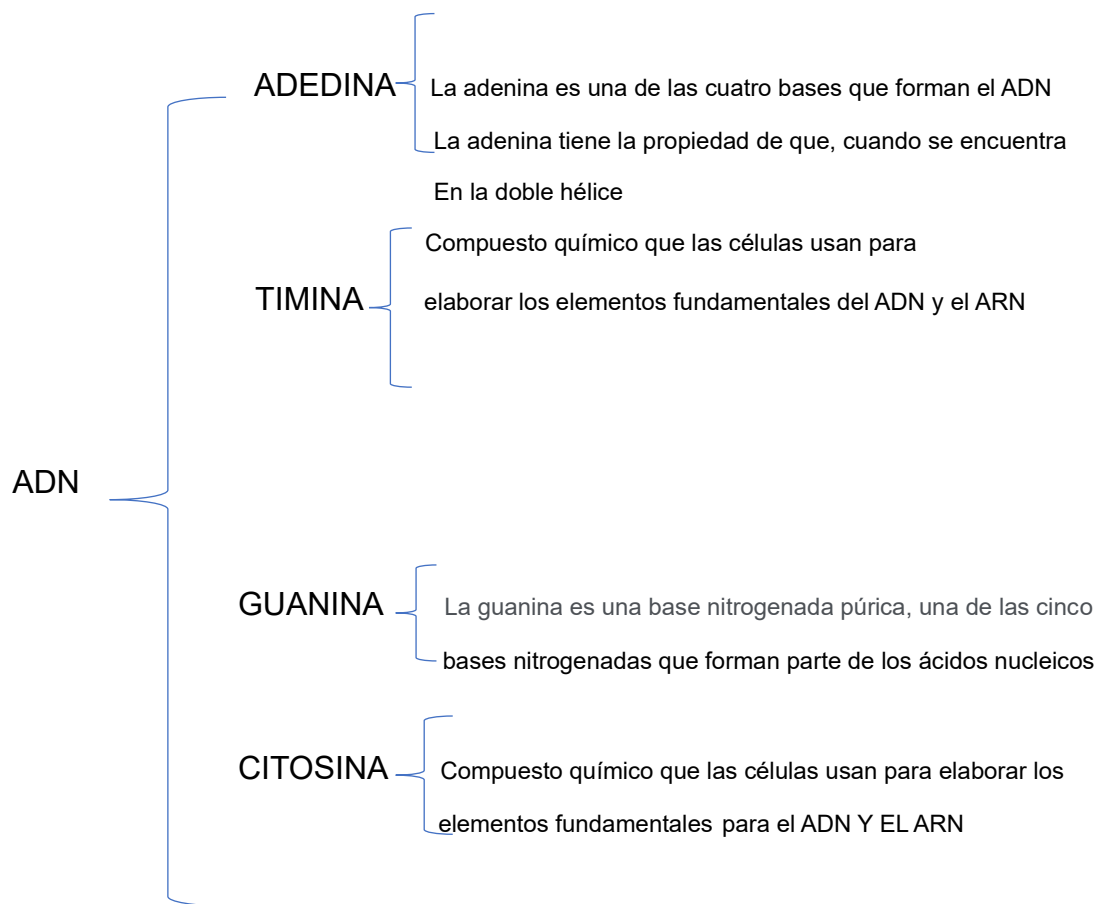 ADEDINA
La adenina es una de las cuatro bases que forman el ADN
La adenina tiene la propiedad de que, cuando se encuentra
En la doble hélice
TIMINA
Compuesto químico que las células usan para
elaborar los elementos fundamentales del ADN y el ARN
ADN
GUANINA
La guanina es una base nitrogenada púrica, una de las cinco
bases nitrogenadas que forman parte de los ácidos nucleicos
CITOSINA
Compuesto químico que las células usan para elaborar los
elementos fundamentales para el ADN Y EL ARN